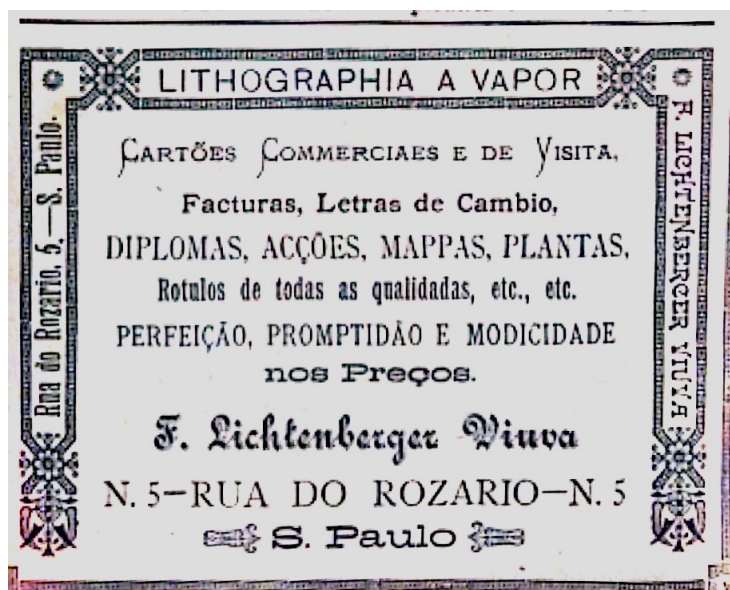 LITHOGRAPHIA A VAPOR
Rua do Rozario, 5.—S. Paulo.
F. LICHTENBERGER VIUVA
CARTÕES COMMERCIAES E DE VISITA,
Facturas, Letras de Cambio,
DIPLOMAS, ACÇÕES, MAPPAS, PLANTAS,
Rotulos de todas as qualidadas, etc., etc.
PERFEIÇÃO, PROMPTIDÃO E MODICIDADE
nos Preços.
F. Lichtenberger Viuva
N. 5—RUA DO ROZARIO—N. 5
S. Paulo